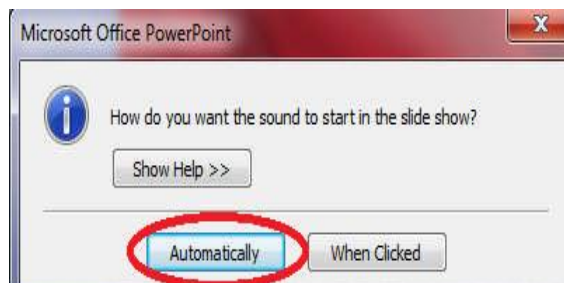 Microsoft Office PowerPoint
How do you want the sound to start in the slide show?
Show Help >>
Automatically
When Clicked